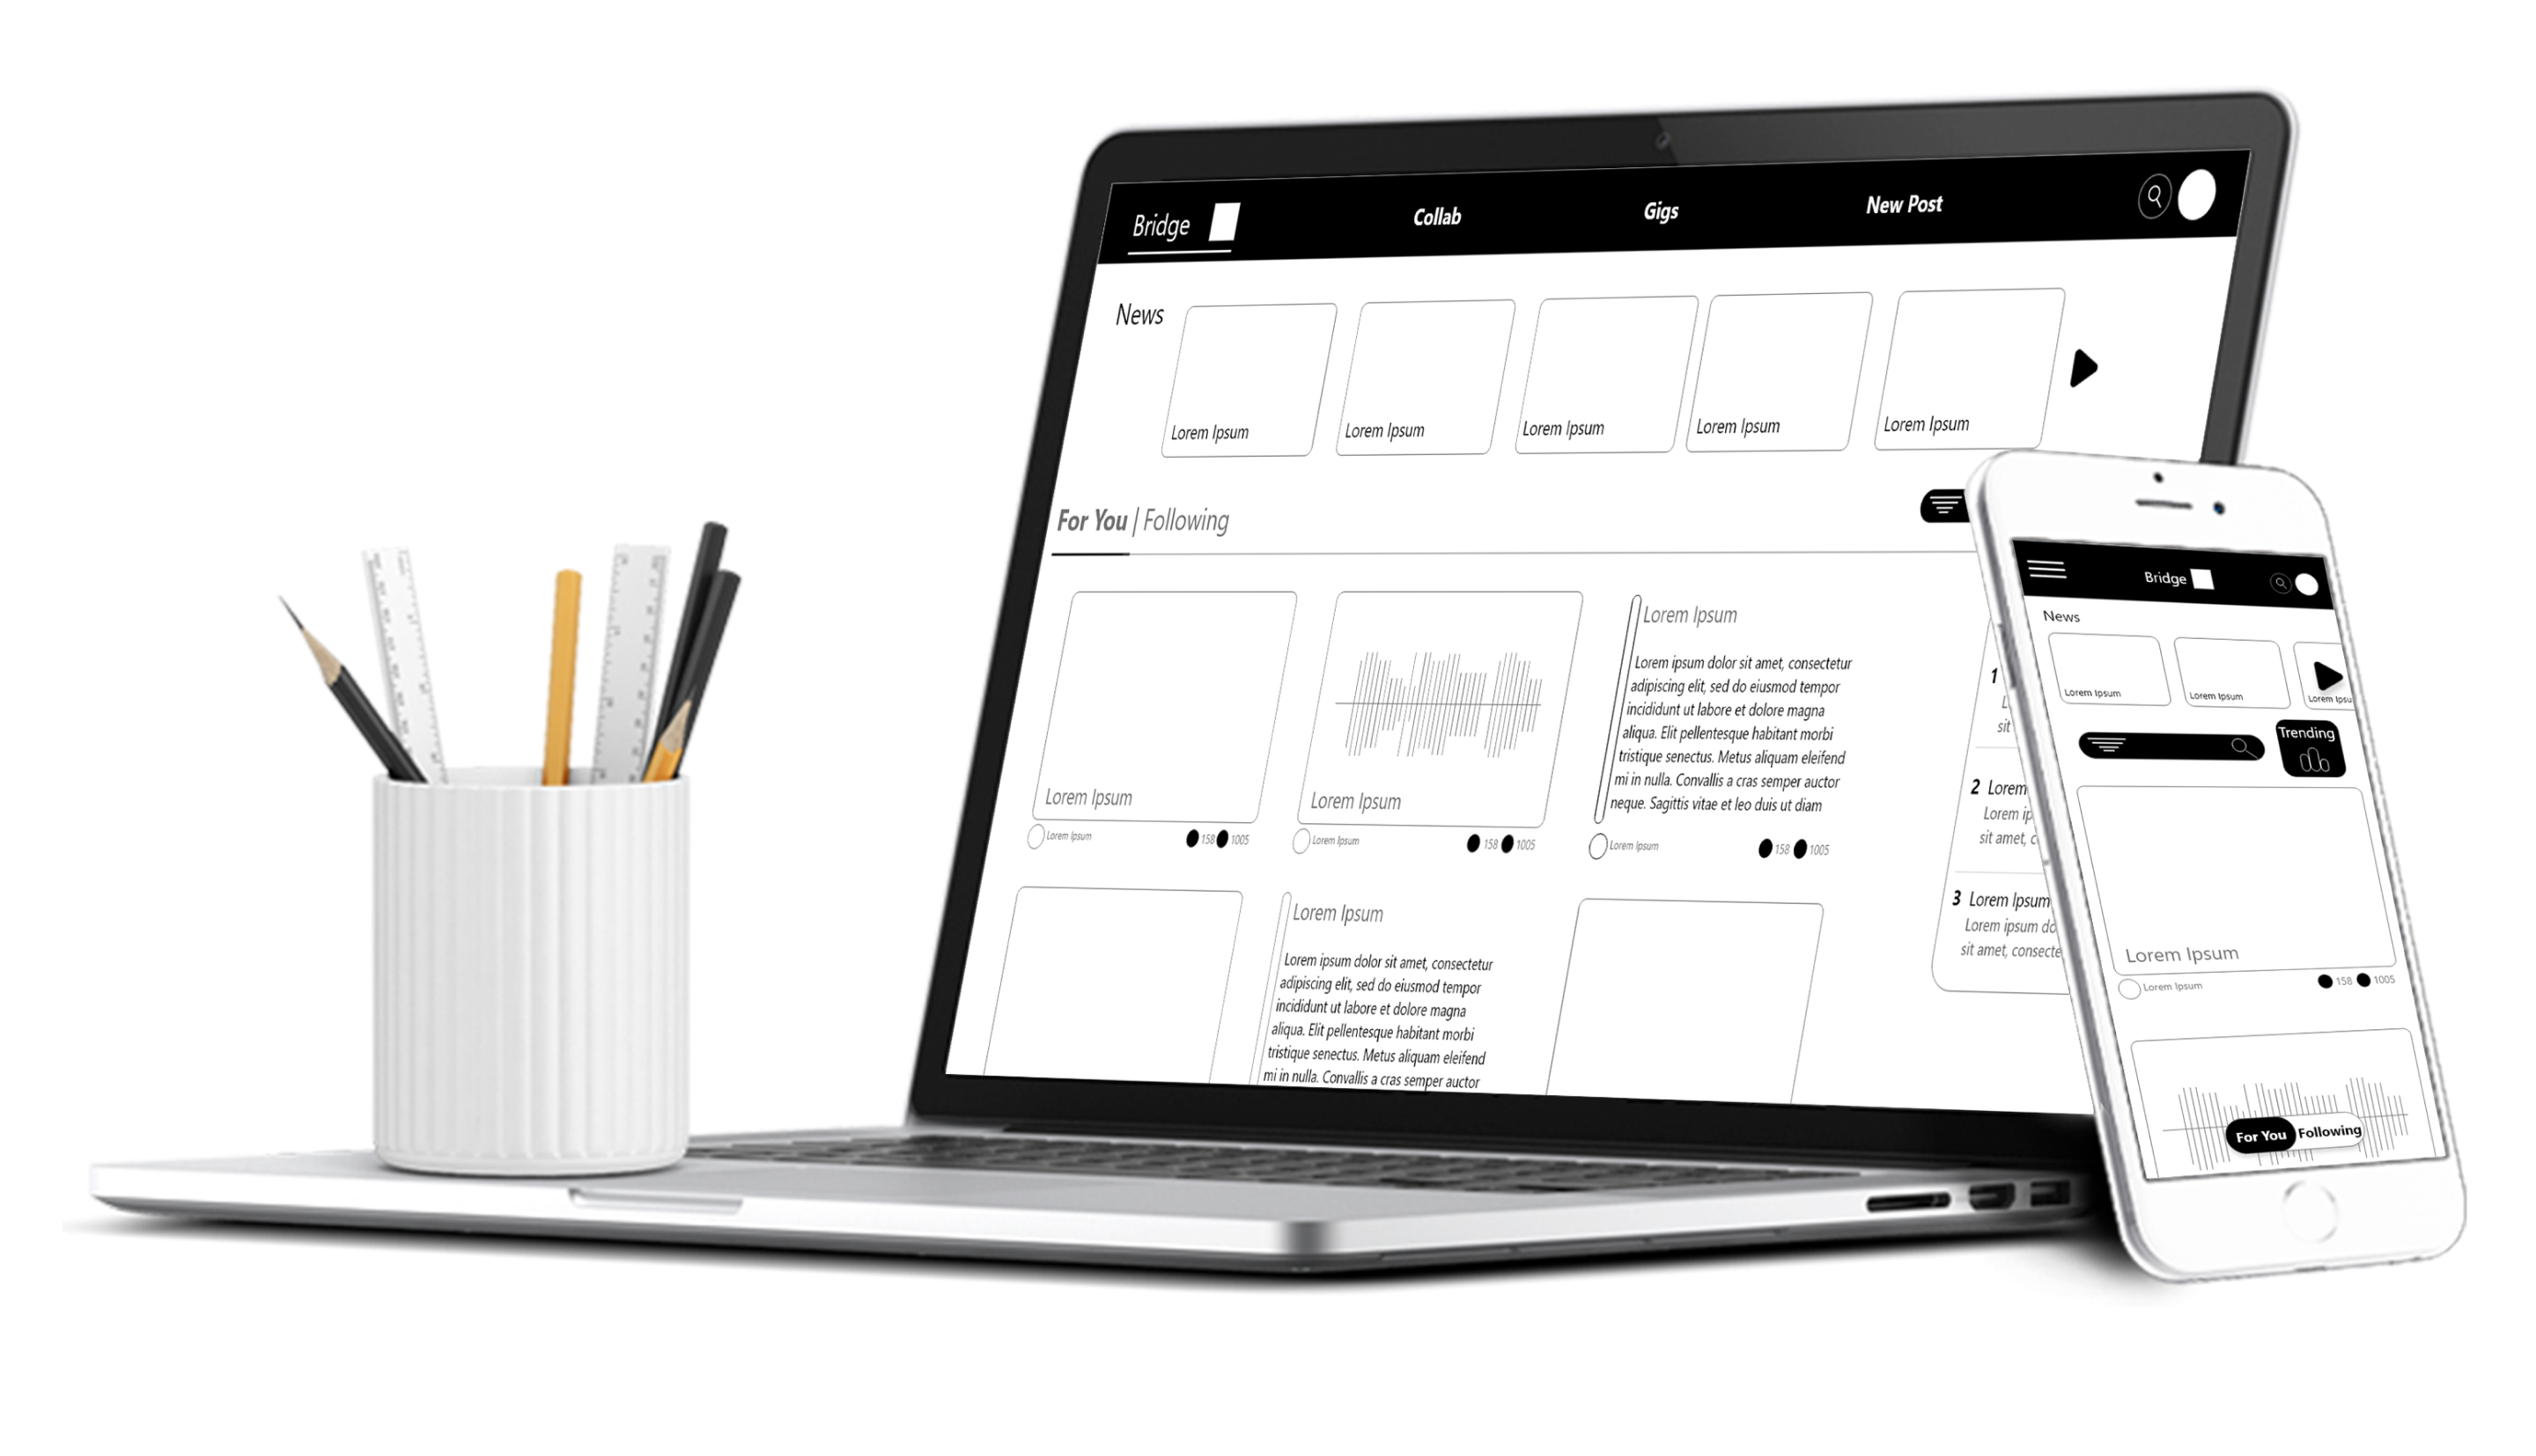 Bridge
Collab
Gigs
New Post
News
Lorem Ipsum
Lorem Ipsum
Lorem Ipsum
Lorem Ipsum
Lorem Ipsum
For You | Following
Lorem Ipsum
Lorem Ipsum
158 1005
Lorem Ipsum
Lorem Ipsum
158 1005
Lorem Ipsum
Lorem ipsum dolor sit amet, consectetur
adipiscing elit, sed do eiusmod tempor
incididunt ut labore et dolore magna
aliqua. Elit pellentesque habitant morbi
tristique senectus. Metus aliquam eleifend
mi in nulla. Convallis a cras semper auctor
neque. Sagittis vitae et leo duis ut diam
Lorem Ipsum
158 1005
Lorem Ipsum
Lorem ipsum dolor sit amet, consectetur
adipiscing elit, sed do eiusmod tempor
incididunt ut labore et dolore magna
aliqua. Elit pellentesque habitant morbi
tristique senectus. Metus aliquam eleifend
mi in nulla. Convallis a cras semper auctor
1
L
sit
2 Lorem
Lorem ip
sit amet, c
3 Lorem Ipsum
Lorem ipsum do
sit amet, consecte
Bridge
News
Lorem Ipsum
Lorem Ipsum
Lorem Ipsu
Trending
Lorem Ipsum
Lorem Ipsum
158 1005
For You Following